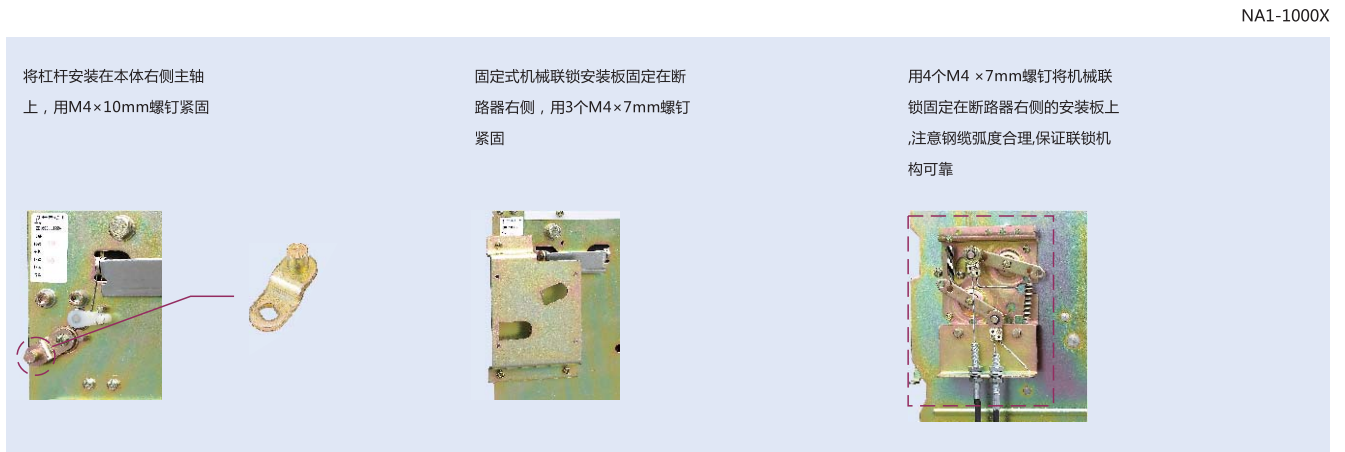 NA1-1000X
将杠杆安装在本体右侧主轴
上，用M4×10mm螺钉紧固
固定式机械联锁安装板固定在断
路器右侧，用3个M4×7mm螺钉
紧固
用4个M4 ×7mm螺钉将机械联
锁固定在断路器右侧的安装板上
,注意钢缆弧度合理,保证联锁机
构可靠